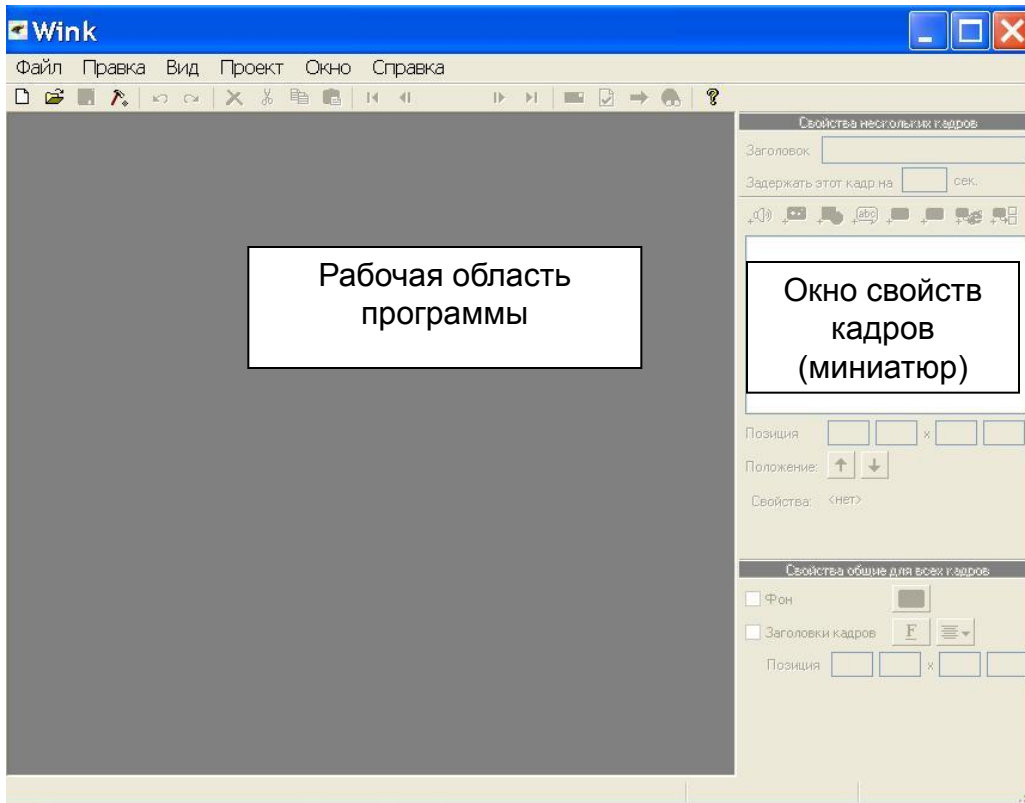 Wink
Файл Правка Вид Проект Окно Справка
Свойства нескольких кадров
Заголовок
Задержать этот кадр на сек.
abc
Рабочая область
программы
Окно свойств
кадров
(миниатюр)
Позиция x
Положение:
Свойства: <нет>
Свойства общие для всех кадров
Фон
Заголовки кадров F
Позиция x